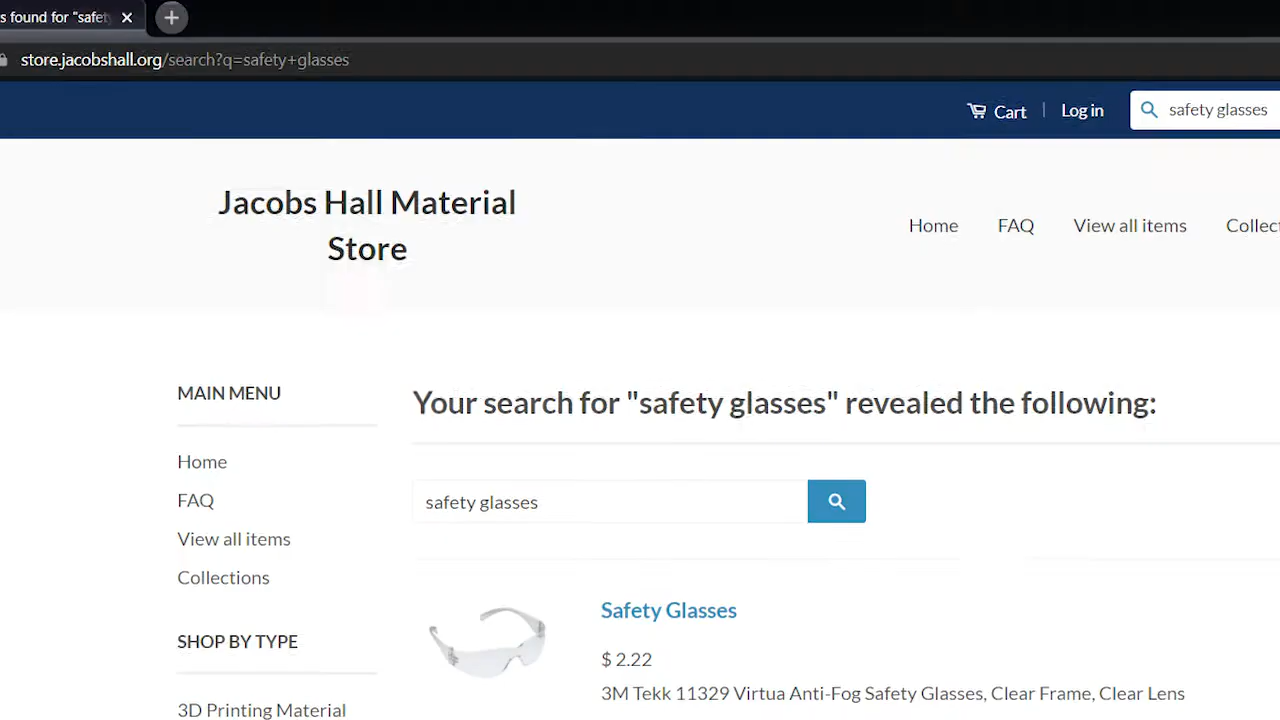 s found for "safet
store.jacobshall.org/search?q=safety+glasses
Cart | Log in
safety glasses
Jacobs Hall Material
Store
Home FAQ View all items Collec
MAIN MENU
Home
FAQ
View all items
Collections
SHOP BY TYPE
3D Printing Material
Your search for "safety glasses" revealed the following:
safety glasses
Safety Glasses
$ 2.22
3M Tekk 11329 Virtua Anti-Fog Safety Glasses, Clear Frame, Clear Lens